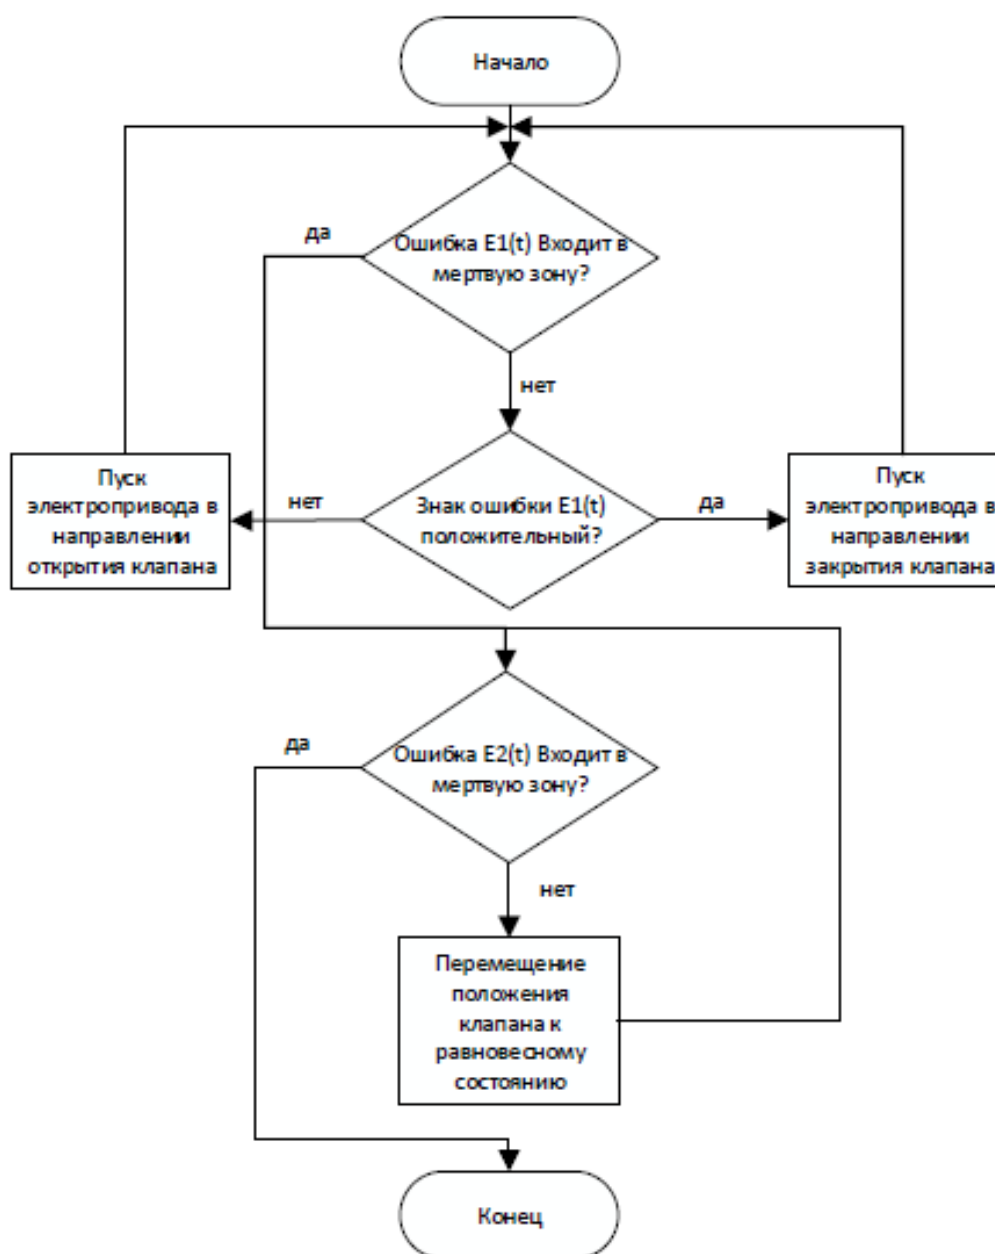 Начало
да
Ошибка E1(t) Входит в
мертвую зону?
нет
Пуск
электропривода в
направлении
открытия клапана
нет
Знак ошибки E1(t)
положительный?
да
Пуск
электропривода в
направлении
закрытия клапана
да
Ошибка E2(t) Входит в
мертвую зону?
нет
Перемещение
положения
клапана к
равновесному
состоянию
Конец